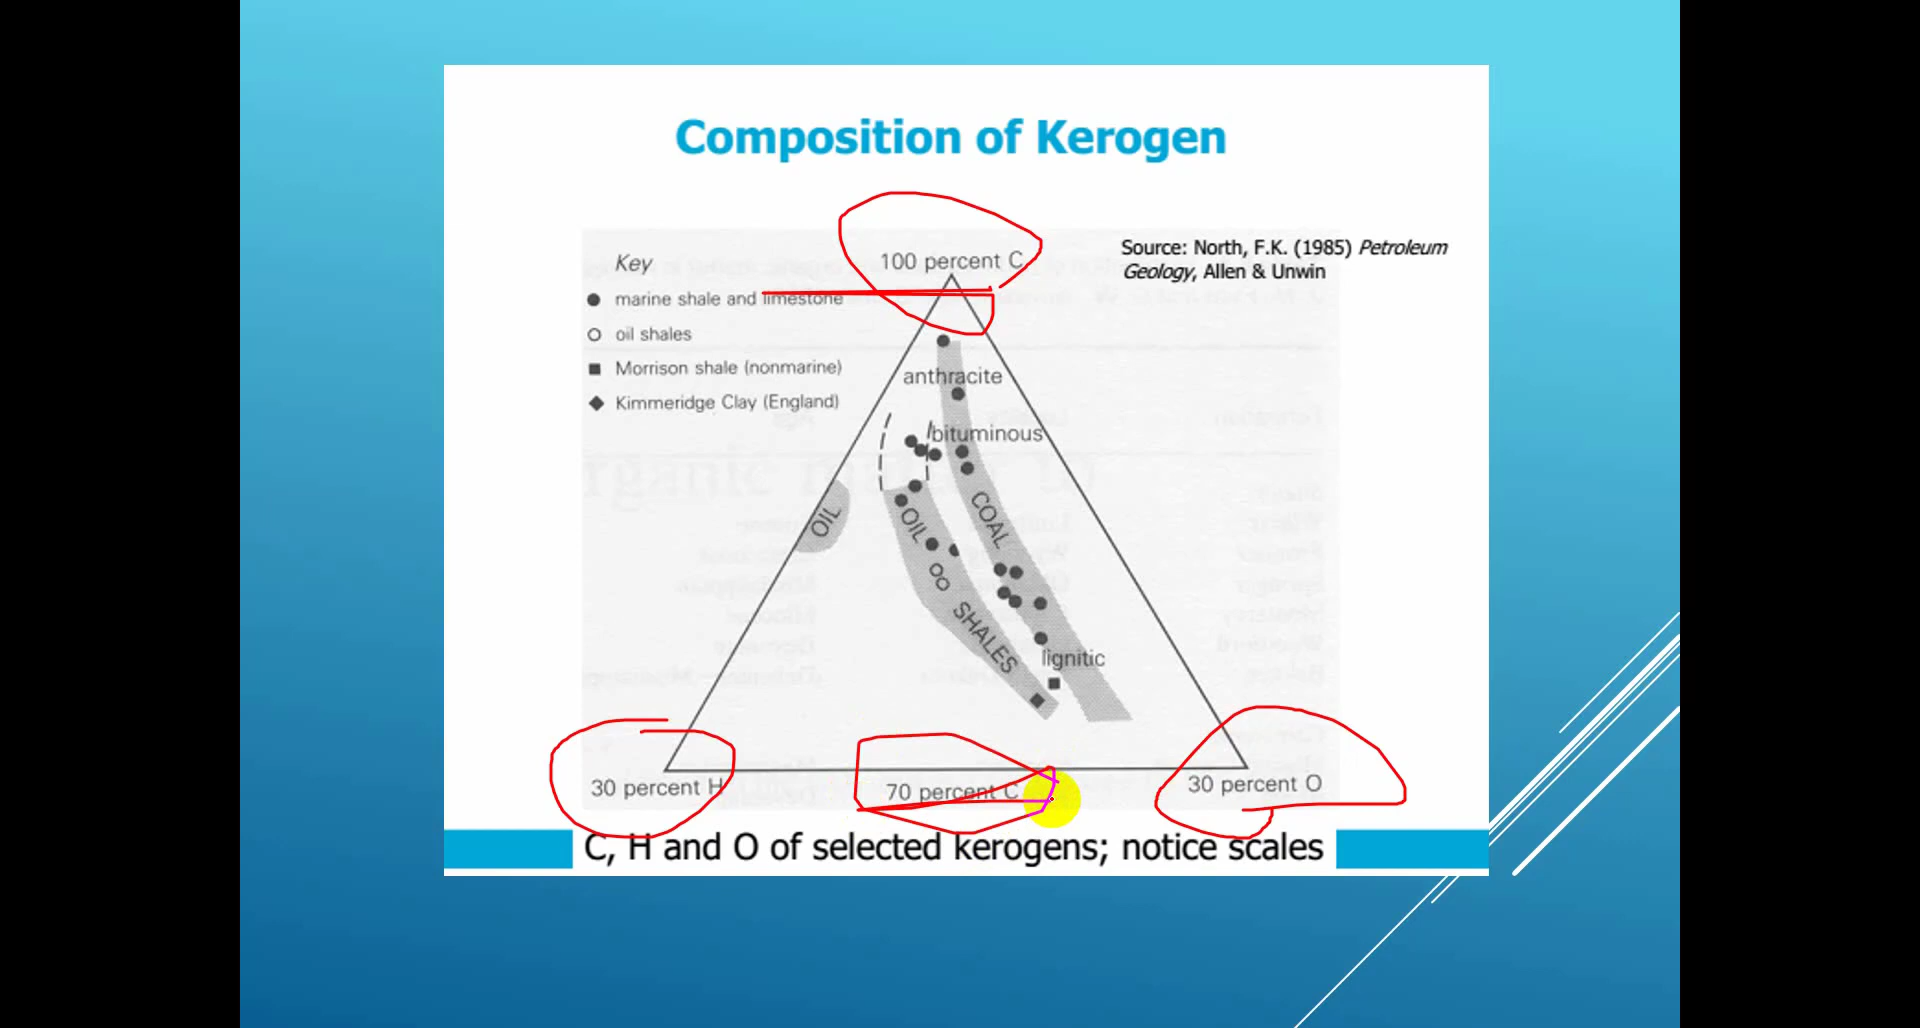 Composition of Kerogen
100 percent C
Source: North, F.K. (1985) Petroleum
Geology, Allen & Unwin
Key
marine shale and limestone
oil shales
Morrison shale (nonmarine)
Kimmeridge Clay (England)
anthracite
bituminous
OIL
OIL
SHALES
COAL
lignitic
30 percent H
70 percent C
30 percent O
C, H and O of selected kerogens; notice scales